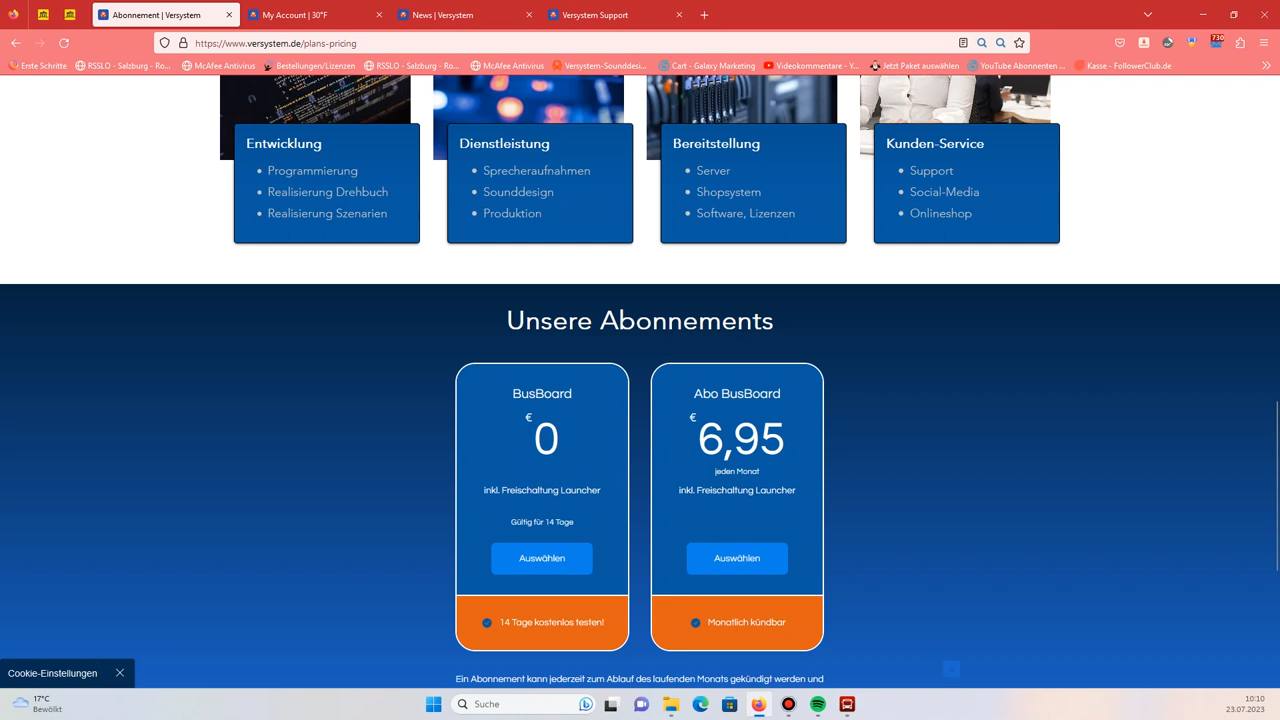 Abonnement | Versystem
My Account | 30°F
News | Versystem
Versystem Support
https://www.versystem.de/plans-pricing
730
Erste Schritte
RSSLO - Salzburg - Ro...
McAfee Antivirus
Bestellungen/Lizenzen
RSSLO - Salzburg - Ro...
McAfee Antivirus
Versystem-Sounddesi...
Cart - Galaxy Marketing
Videokommentare - Y...
Jetzt Paket auswählen
YouTube Abonnenten ...
Kasse - FollowerClub.de
Entwicklung
Programmierung
Realisierung Drehbuch
Realisierung Szenarien
Dienstleistung
Sprecheraufnahmen
Sounddesign
Produktion
Bereitstellung
Server
Shopsystem
Software, Lizenzen
Kunden-Service
Support
Social-Media
Onlineshop
Unsere Abonnements
BusBoard
€
0
inkl. Freischaltung Launcher
Gültig für 14 Tage
Auswählen
14 Tage kostenlos testen!
Abo BusBoard
€
6,95
jeden Monat
inkl. Freischaltung Launcher
Auswählen
Monatlich kündbar
Ein Abonnement kann jederzeit zum Ablauf des laufenden Monats gekündigt werden und
Cookie-Einstellungen
17°C
Bewölkt
Suche
10:10
23.07.2023